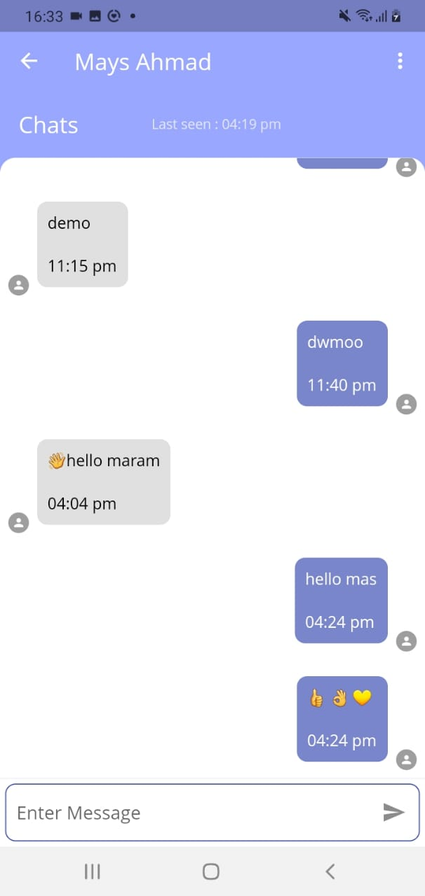 16:33
Mays Ahmad
Chats
Last seen : 04:19 pm
demo
11:15 pm
dwmoo
11:40 pm
👋hello maram
04:04 pm
hello mas
04:24 pm
👍👌💛
04:24 pm
Enter Message